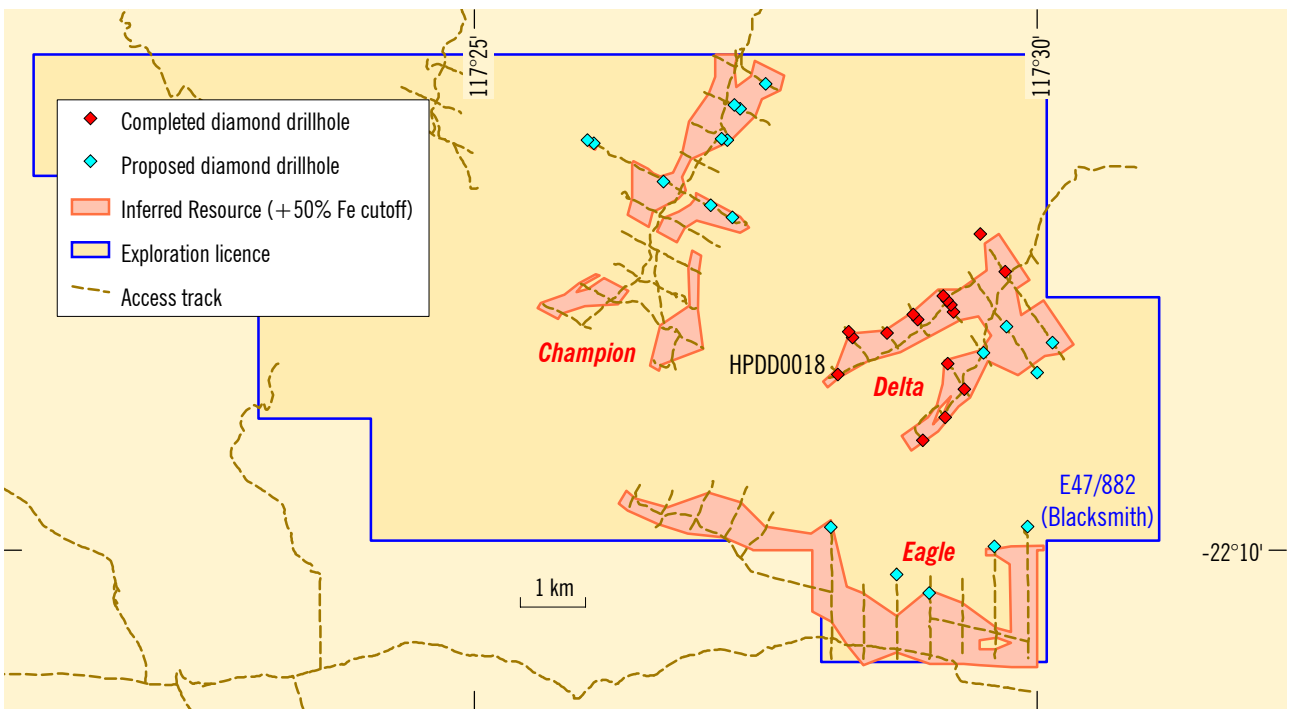 117°25'
117°30'
Completed diamond drillhole
Proposed diamond drillhole
Inferred Resource (+50% Fe cutoff)
Exploration licence
Access track
Champion
HPDD0018
Delta
E47/882
(Blacksmith)
Eagle
-22°10'
1 km